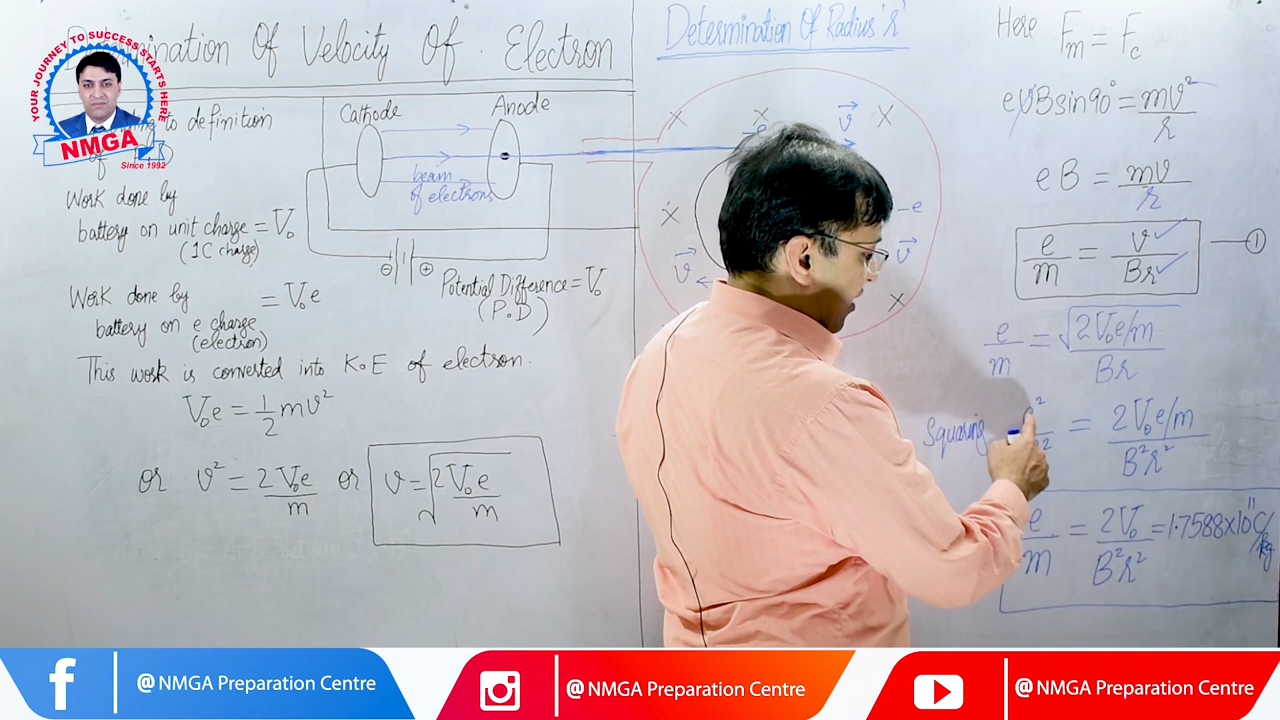 YOUR JOURNEY TO SUCCESS STARTS HERE
NMGA
Since 1992
Of Velocity Of Electron
to definition
of
Work done by
battery on unit charge = V₀
(1C charge)
Work done by = V₀e
battery on e charge
(electron)
This work is converted into K.E of electron.
V₀e = 1/2 mv²
or v² = 2V₀e/m or v = √(2V₀e/m)
Cathode
Anode
beam
of electrons
⊖ ⊕
Potential Difference = V₀
(P.D)
Determination Of Radius 'r'
× × ×
-e v⃗
× -e
v⃗ v⃗
×
Here Fm = Fc
evBsin90° = mv²/r
eB = mv/r
e/m = v/Br — ①
e/m = √(2V₀e/m)/Br
Squaring = 2V₀e/m / B²r²
e/m = 2V₀/B²r² = 1.7588×10¹¹ C/kg
@NMGA Preparation Centre
@NMGA Preparation Centre
@NMGA Preparation Centre